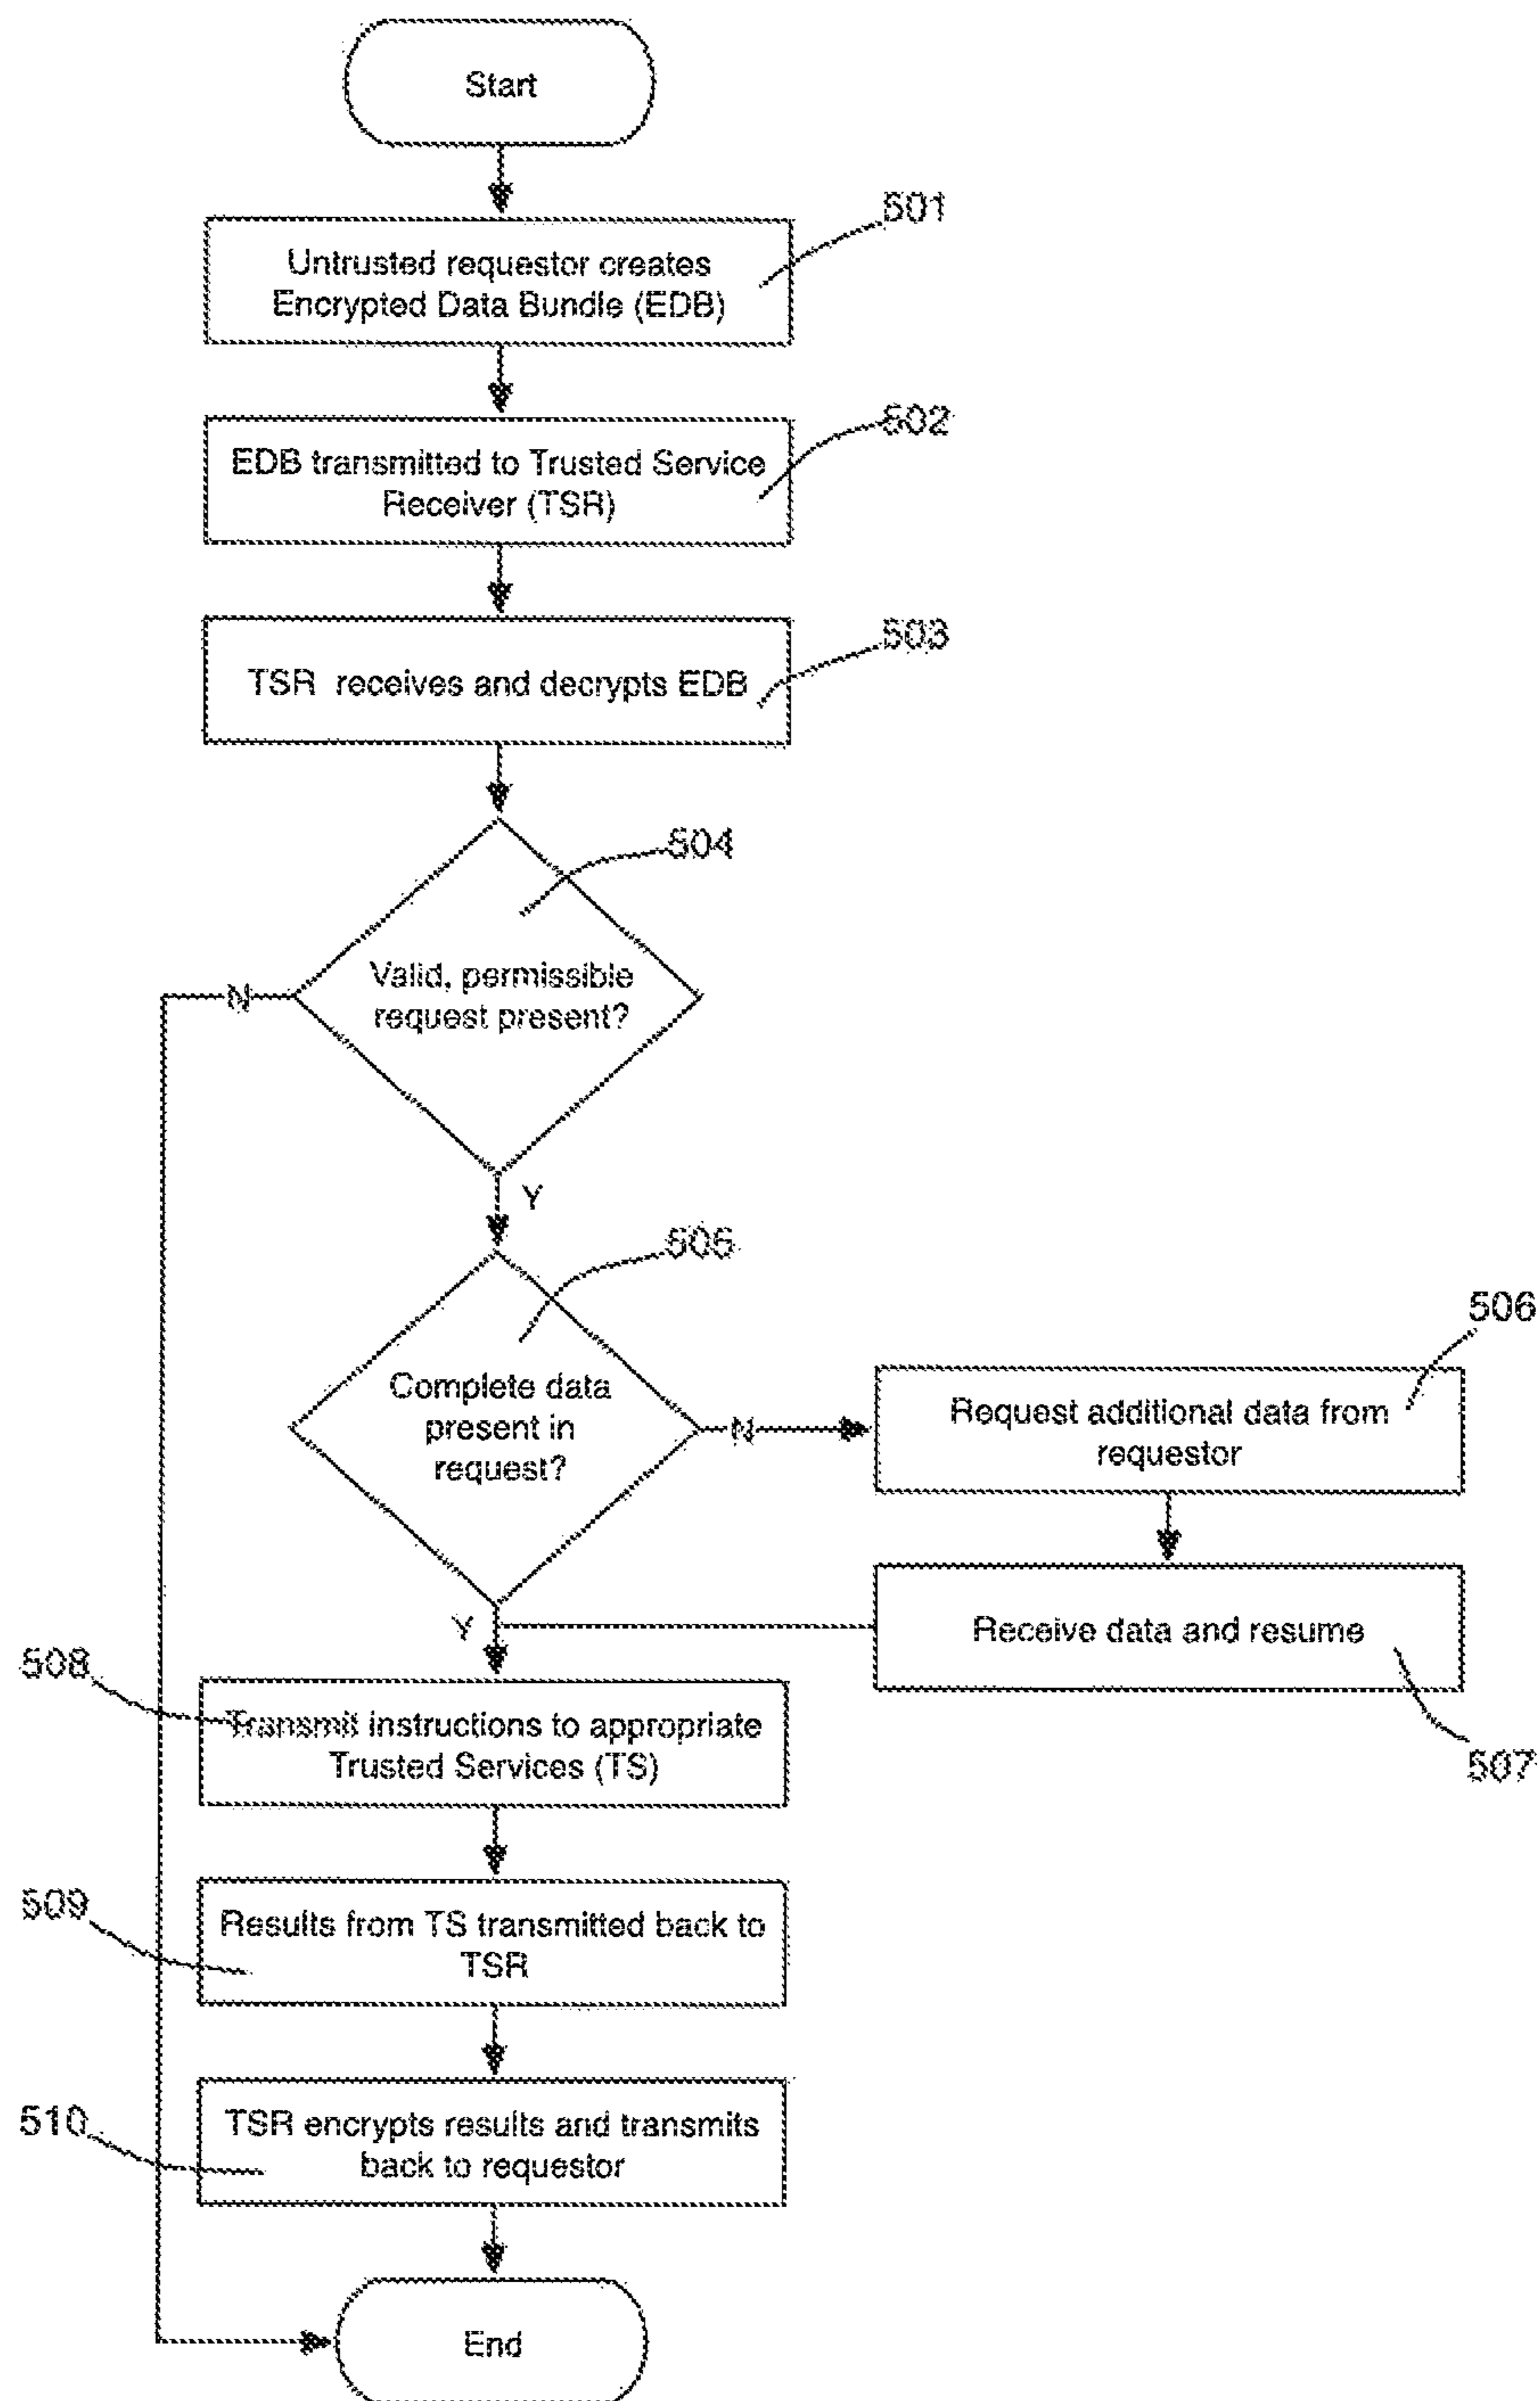 Start
501
Untrusted requestor creates
Encrypted Data Bundle (EDB)
502
EDB transmitted to Trusted Service
Receiver (TSR)
503
TSR receives and decrypts EDB
504
Valid, permissible
request present?
N
Y
505
Complete data
present in
request?
N
506
Request additional data from
requestor
Y
Receive data and resume
507
508
Transmit instructions to appropriate
Trusted Services (TS)
509
Results from TS transmitted back to
TSR
510
TSR encrypts results and transmits
back to requestor
End